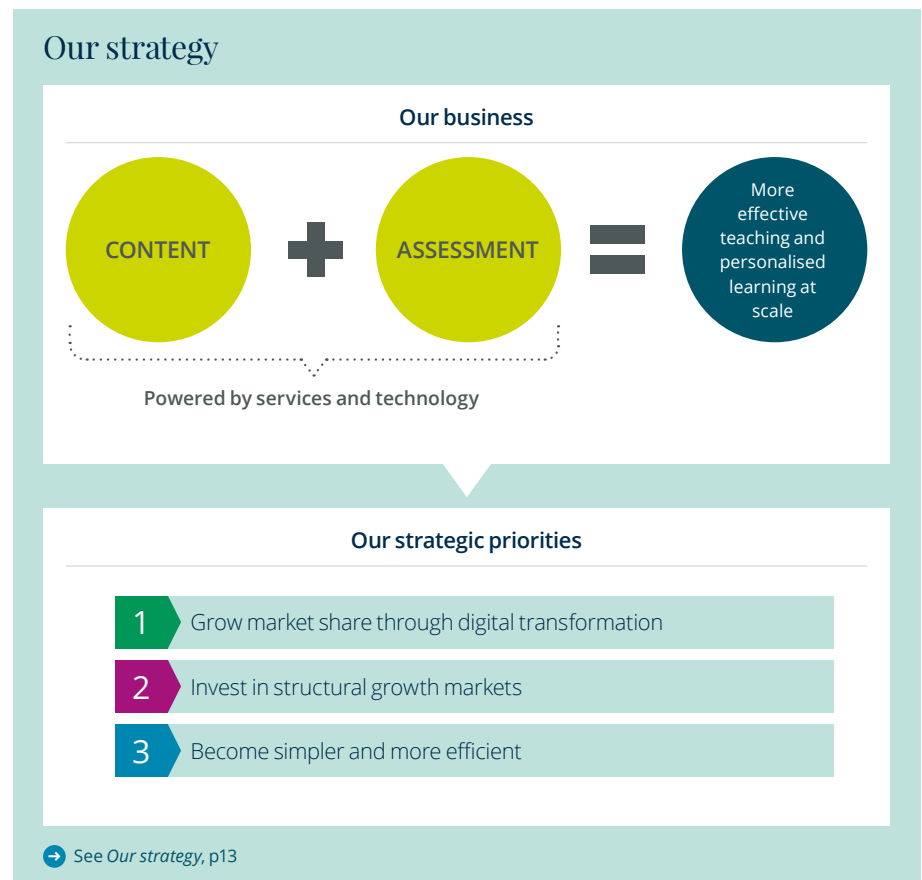 Our strategy
Our business
CONTENT
ASSESSMENT
More
effective
teaching and
personalised
learning at
scale
Powered by services and technology
Our strategic priorities
1 Grow market share through digital transformation
2 Invest in structural growth markets
3 Become simpler and more efficient
See Our strategy, p13